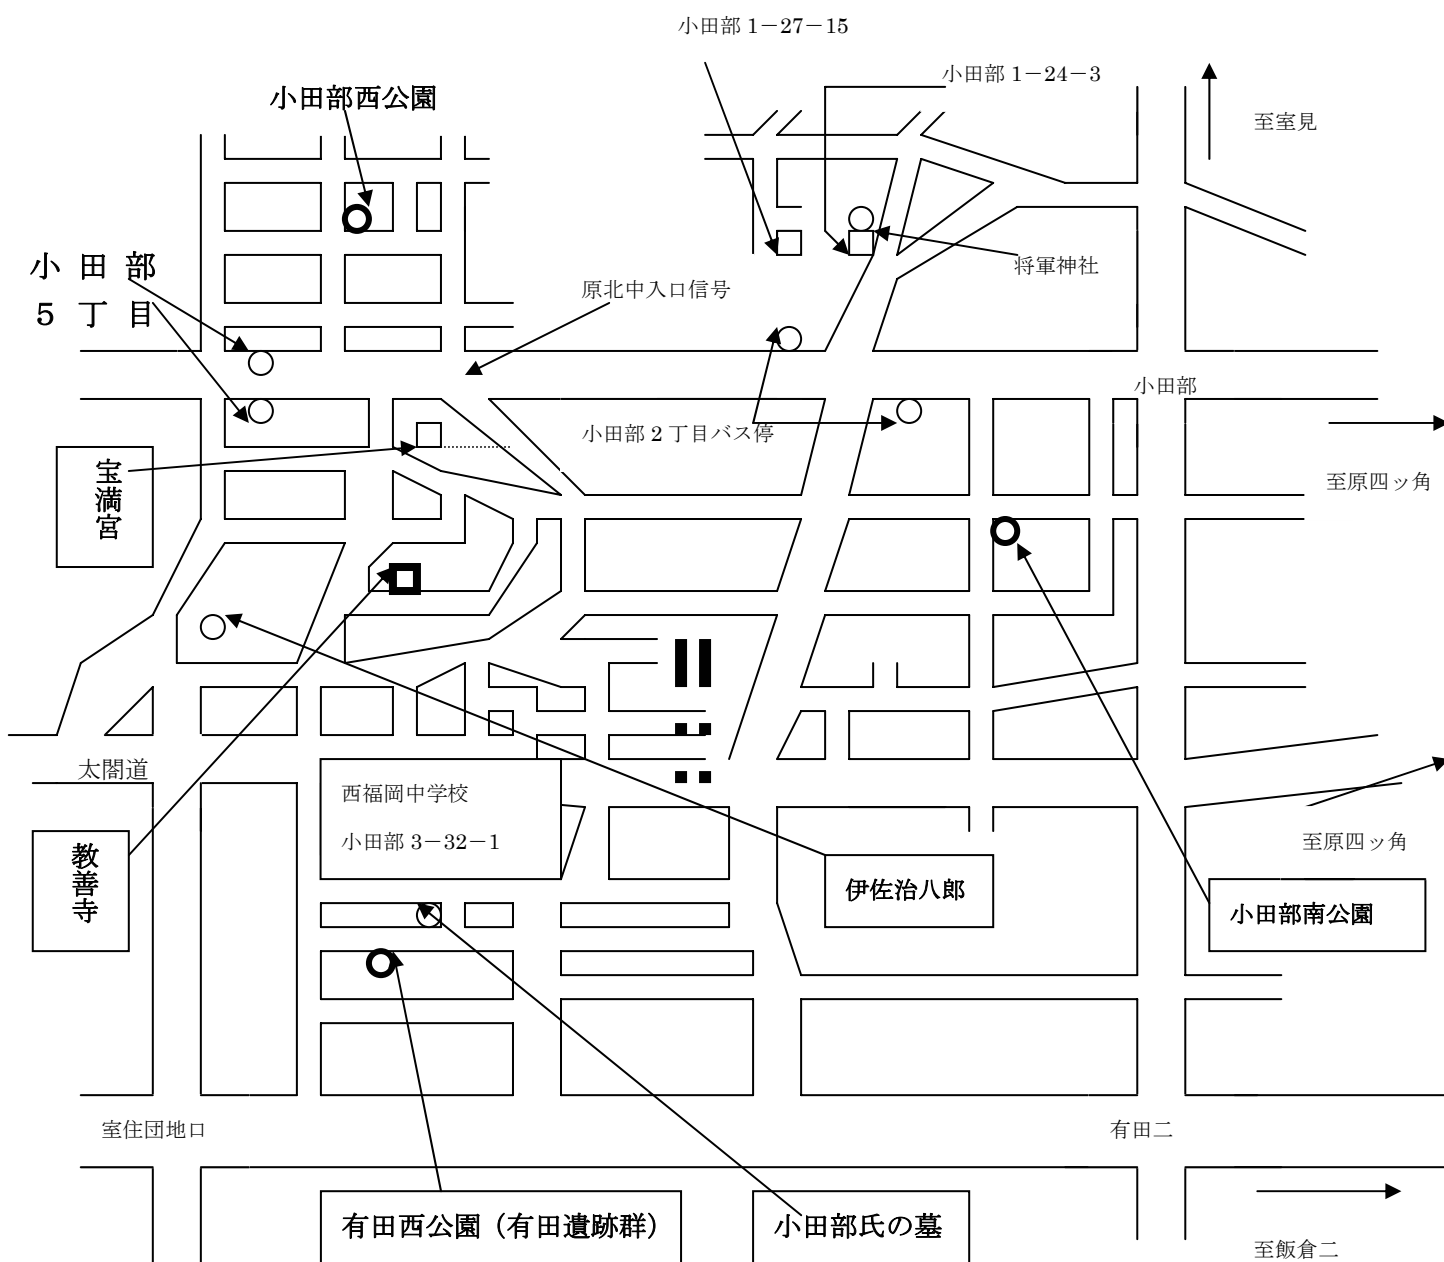 小田部 1－27－15
小田部 1－24－3
小田部西公園
至室見
小 田 部
５ 丁 目
将軍神社
原北中入口信号
小田部
小田部 2 丁目バス停
宝満宮
至原四ッ角
太閤道
西福岡中学校
小田部 3－32－1
至原四ッ角
教善寺
伊佐治八郎
小田部南公園
室住団地口
有田二
有田西公園（有田遺跡群）
小田部氏の墓
至飯倉二